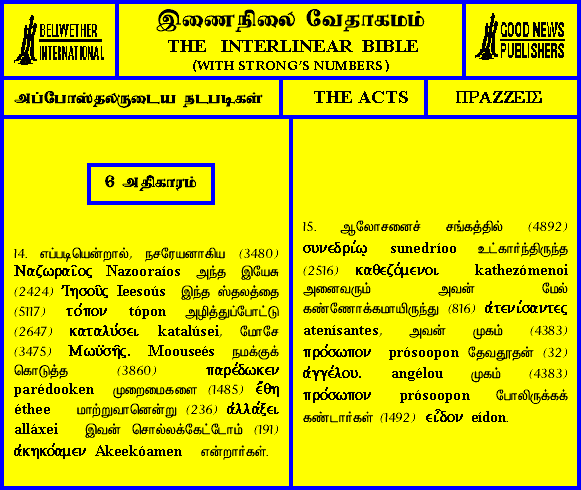 BELLWETHER
INTERNATIONAL
இணைநிலை வேதாகமம்
THE INTERLINEAR BIBLE
(WITH STRONG'S NUMBERS)
GOOD NEWS
PUBLISHERS
அப்போஸ்தலருடைய நடபடிகள்
THE ACTS
ΠΡΑΖΖΕΙΣ
6 அதிகாரம்
14. எப்படியென்றால், நசரேயனாகிய (3480)
Ναζωραῖος Nazooraíos அந்த இயேசு
(2424) Ἰησοῦς Ieesoús இந்த ஸ்தலத்தை
(5117) τόπον tópon அழித்துப்போட்டு
(2647) καταλύσει katalúsei, மோசே
(3475) Μωϋσῆς. Moouseés நமக்குக்
கொடுத்த (3860) παρέδωκεν
parédooken முறைமைகளை (1485) ἔθη
éthee மாற்றுவானென்று (236) ἀλλάξει
alláxei இவன் சொல்லக்கேட்டோம் (191)
ἀκηκόαμεν Akeekóamen என்றார்கள்.
15. ஆலோசனைச் சங்கத்தில் (4892)
συνεδρίῳ sunedríoo உட்கார்ந்திருந்த
(2516) καθεζόμενοι kathezómenoi
அனைவரும் அவன் மேல்
கண்ணோக்கமாயிருந்து (816) ἀτενίσαντες
atenísantes, அவன் முகம் (4383)
πρόσωπον prósoopon தேவதூதன் (32)
ἀγγέλου. angélou முகம் (4383)
πρόσωπον prósoopon போலிருக்கக்
கண்டார்கள் (1492) εἶδον eídon.